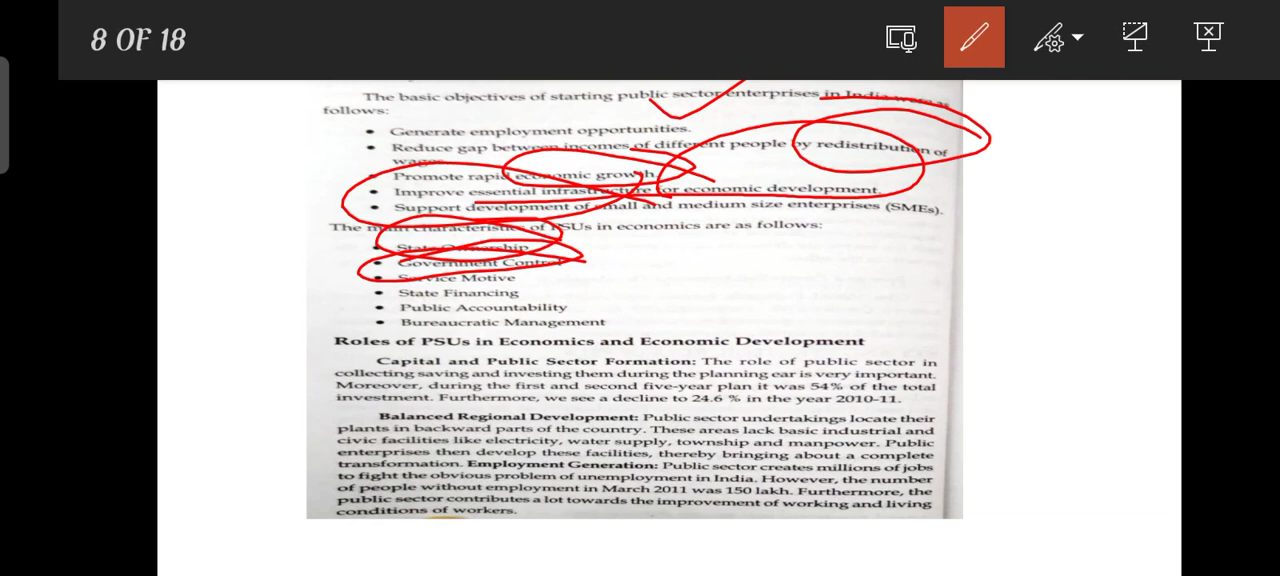 8 OF 18
The basic objectives of starting public sector enterprises in India were as
follows:
• Generate employment opportunities.
• Reduce gap between incomes of different people by redistribution of
wages.
• Promote rapid economic growth.
• Improve essential infrastructure for economic development.
• Support development of small and medium size enterprises (SMEs).
The main characteristics of PSUs in economics are as follows:
• State Ownership
• Government Control
• Service Motive
• State Financing
• Public Accountability
• Bureaucratic Management
Roles of PSUs in Economics and Economic Development
Capital and Public Sector Formation: The role of public sector in
collecting saving and investing them during the planning ear is very important.
Moreover, during the first and second five-year plan it was 54% of the total
investment. Furthermore, we see a decline to 24.6 % in the year 2010-11.
Balanced Regional Development: Public sector undertakings locate their
plants in backward parts of the country. These areas lack basic industrial and
civic facilities like electricity, water supply, township and manpower. Public
enterprises then develop these facilities, thereby bringing about a complete
transformation. Employment Generation: Public sector creates millions of jobs
to fight the obvious problem of unemployment in India. However, the number
of people without employment in March 2011 was 150 lakh. Furthermore, the
public sector contributes a lot towards the improvement of working and living
conditions of workers.